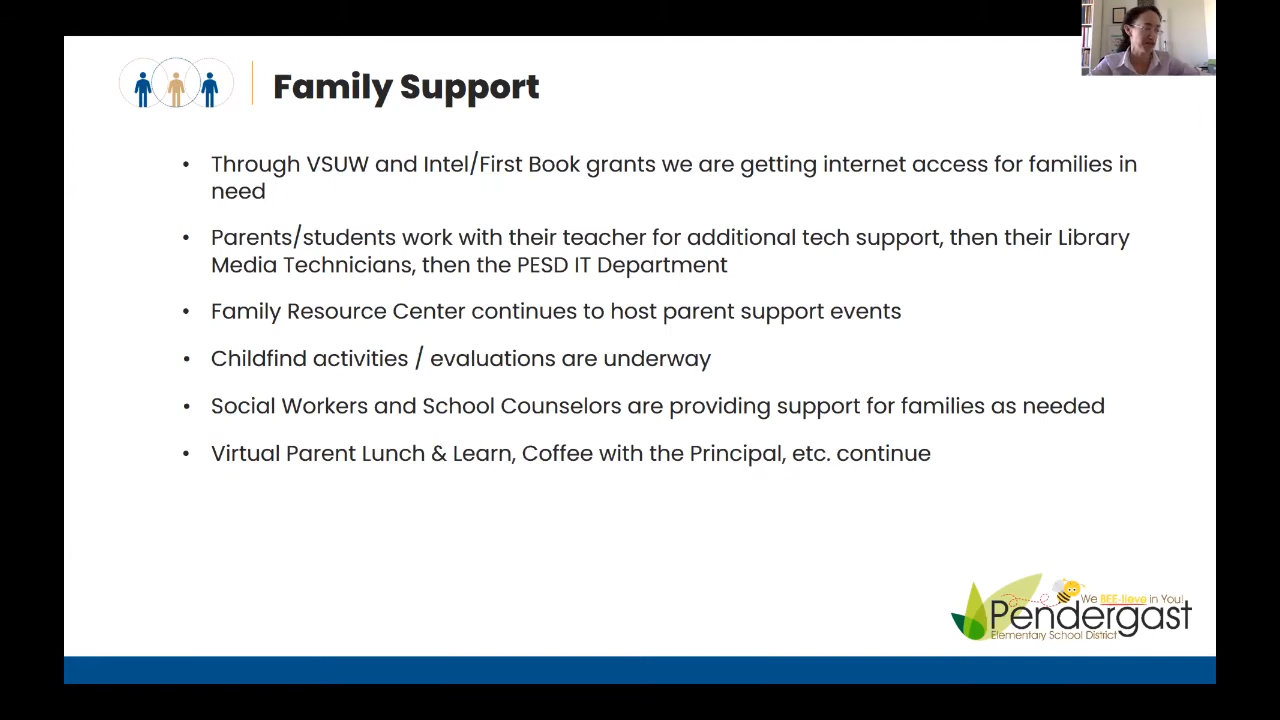 Family Support
• Through VSUW and Intel/First Book grants we are getting internet access for families in
need
• Parents/students work with their teacher for additional tech support, then their Library
Media Technicians, then the PESD IT Department
• Family Resource Center continues to host parent support events
• Childfind activities / evaluations are underway
• Social Workers and School Counselors are providing support for families as needed
• Virtual Parent Lunch & Learn, Coffee with the Principal, etc. continue
We BEE-lieve in You!
Pendergast
Elementary School District